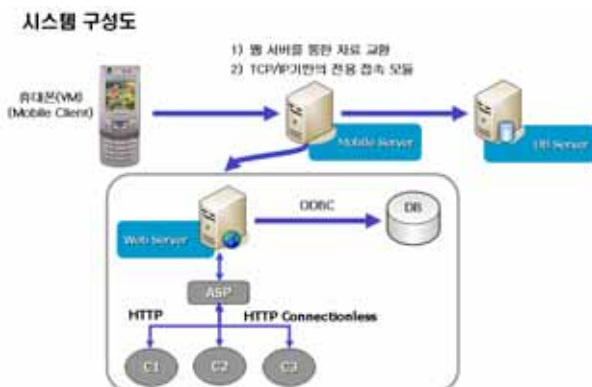 시스템 구성도
1) 웹 서버를 통한 자료 교환
2) TCP/IP기반의 전용 접속 모듈
휴대폰(VM)
(Mobile Client)
Mobile Server
DB Server
ODBC
DB
Web Server
ASP
HTTP
HTTP Connectionless
C1
C2
C3